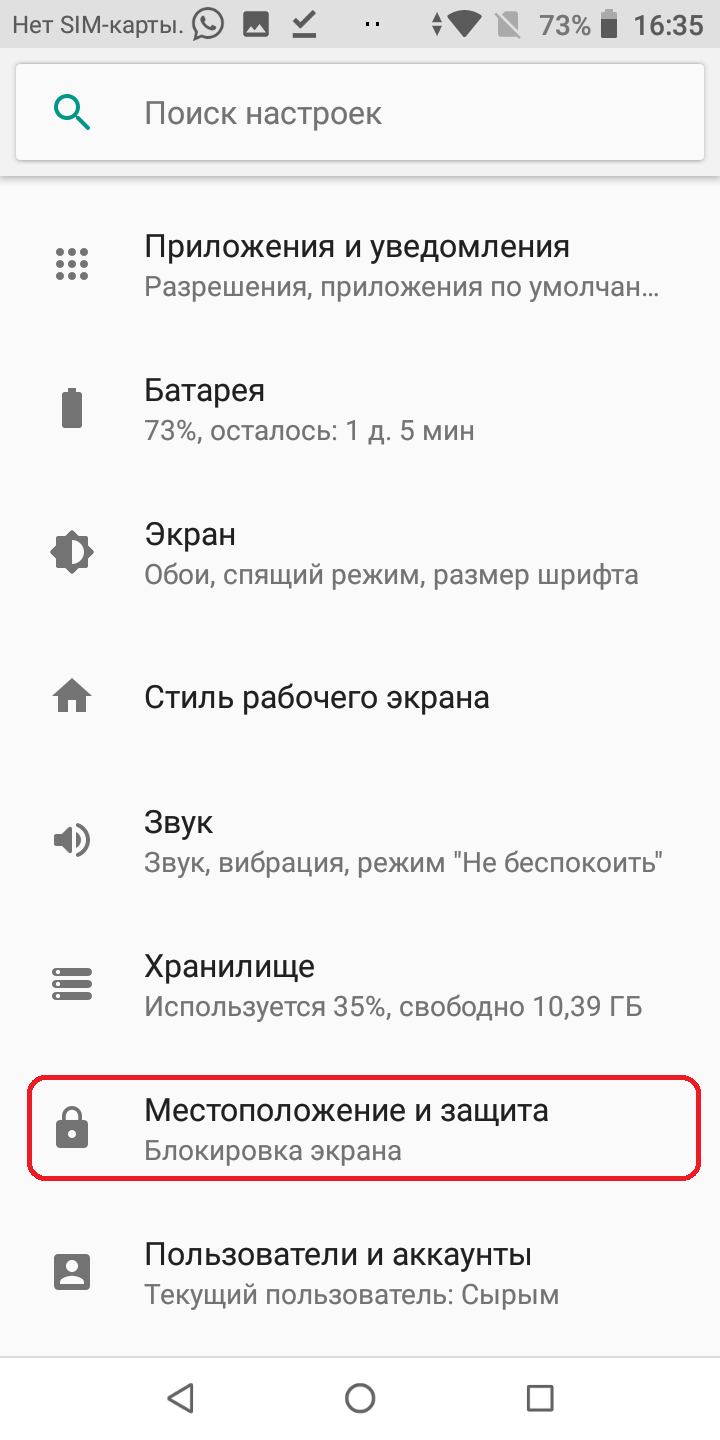 Нет SIM-карты. 73% 16:35
Поиск настроек
Приложения и уведомления
Разрешения, приложения по умолчан...
Батарея
73%, осталось: 1 д. 5 мин
Экран
Обои, спящий режим, размер шрифта
Стиль рабочего экрана
Звук
Звук, вибрация, режим "Не беспокоить"
Хранилище
Используется 35%, свободно 10,39 ГБ
Местоположение и защита
Блокировка экрана
Пользователи и аккаунты
Текущий пользователь: Сырым